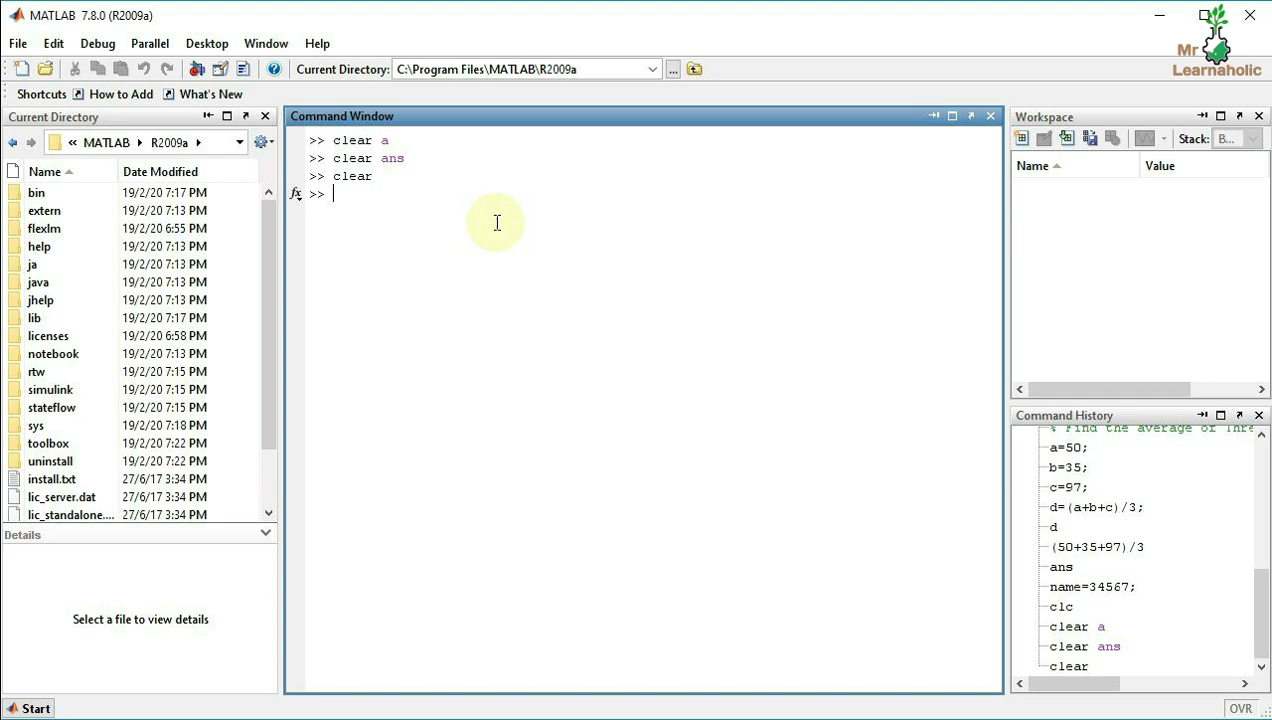 MATLAB 7.8.0 (R2009a)
Mr
Learnaholic
File Edit Debug Parallel Desktop Window Help
Current Directory: C:\Program Files\MATLAB\R2009a ...
Shortcuts How to Add What's New
Current Directory
« MATLAB R2009a
Name Date Modified
bin 19/2/20 7:17 PM
extern 19/2/20 7:13 PM
flexlm 19/2/20 6:55 PM
help 19/2/20 7:13 PM
ja 19/2/20 7:13 PM
java 19/2/20 7:13 PM
jhelp 19/2/20 7:13 PM
lib 19/2/20 7:17 PM
licenses 19/2/20 6:58 PM
notebook 19/2/20 7:13 PM
rtw 19/2/20 7:15 PM
simulink 19/2/20 7:15 PM
stateflow 19/2/20 7:15 PM
sys 19/2/20 7:18 PM
toolbox 19/2/20 7:22 PM
uninstall 19/2/20 7:22 PM
install.txt 27/6/17 3:34 PM
lic_server.dat 27/6/17 3:34 PM
lic_standalone.... 27/6/17 3:34 PM
Details
Select a file to view details
Start
Command Window
>> clear a
>> clear ans
>> clear
fx >>
Workspace
Stack: B...
Name Value
Command History
% Find the average of Thre
a=50;
b=35;
c=97;
d=(a+b+c)/3;
d
(50+35+97)/3
ans
name=34567;
clc
clear a
clear ans
clear
OVR